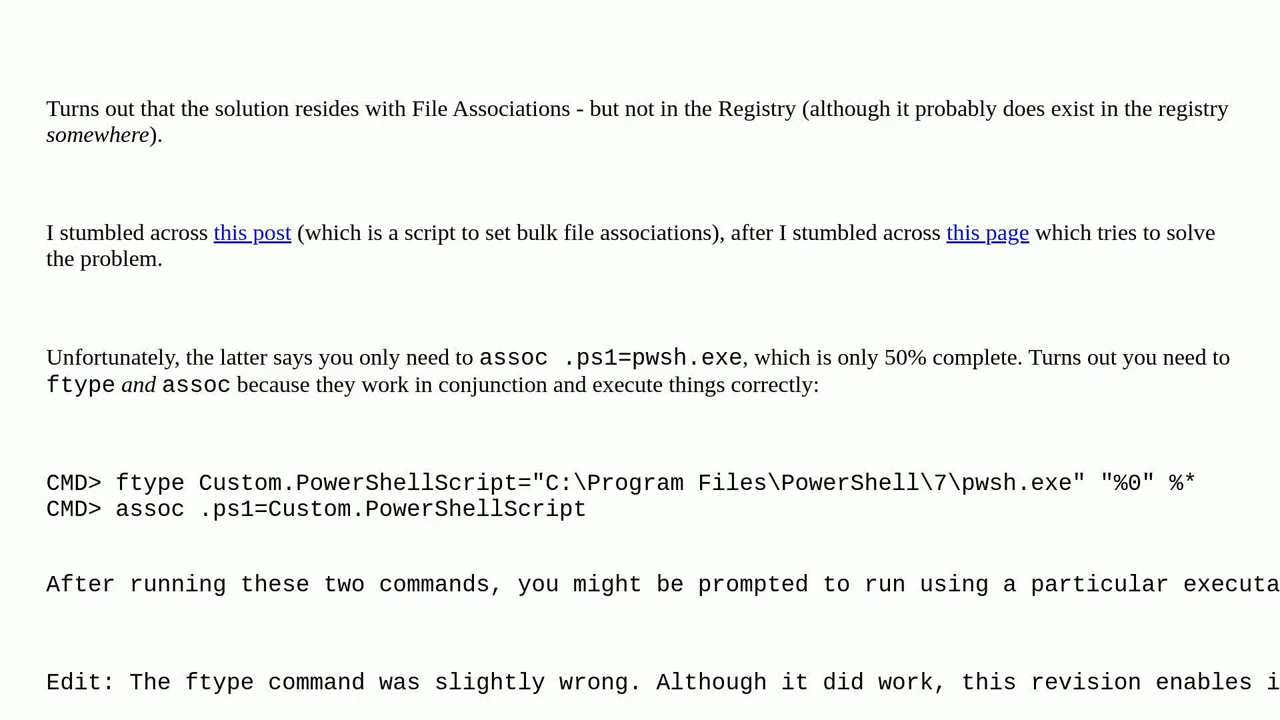 Turns out that the solution resides with File Associations - but not in the Registry (although it probably does exist in the registry
somewhere).
I stumbled across this post (which is a script to set bulk file associations), after I stumbled across this page which tries to solve
the problem.
Unfortunately, the latter says you only need to assoc .ps1=pwsh.exe, which is only 50% complete. Turns out you need to
ftype and assoc because they work in conjunction and execute things correctly:
CMD> ftype Custom.PowerShellScript="C:\Program Files\PowerShell\7\pwsh.exe" "%0" %*
CMD> assoc .ps1=Custom.PowerShellScript
After running these two commands, you might be prompted to run using a particular executa
Edit: The ftype command was slightly wrong. Although it did work, this revision enables i